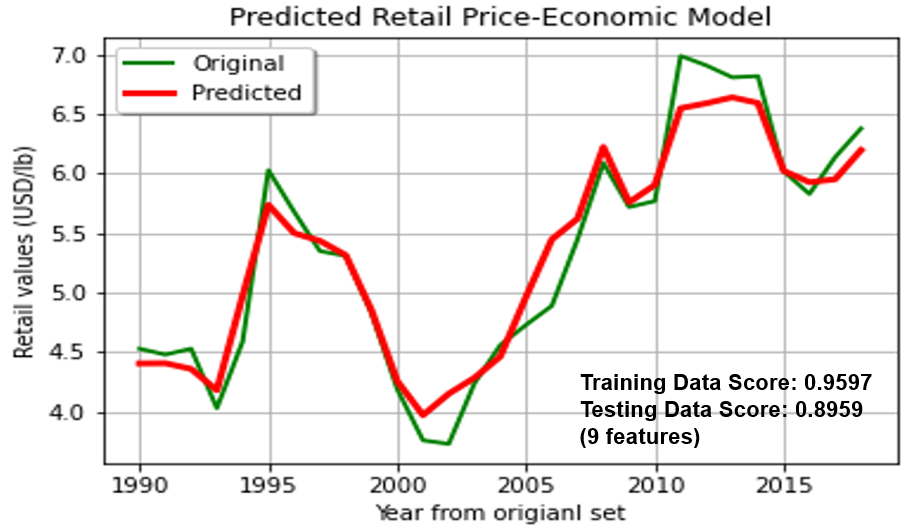 Predicted Retail Price-Economic Model
Original
Predicted
Retail values (USD/lb)
7.0
6.5
6.0
5.5
5.0
4.5
4.0
Training Data Score: 0.9597
Testing Data Score: 0.8959
(9 features)
1990 1995 2000 2005 2010 2015
Year from origianl set